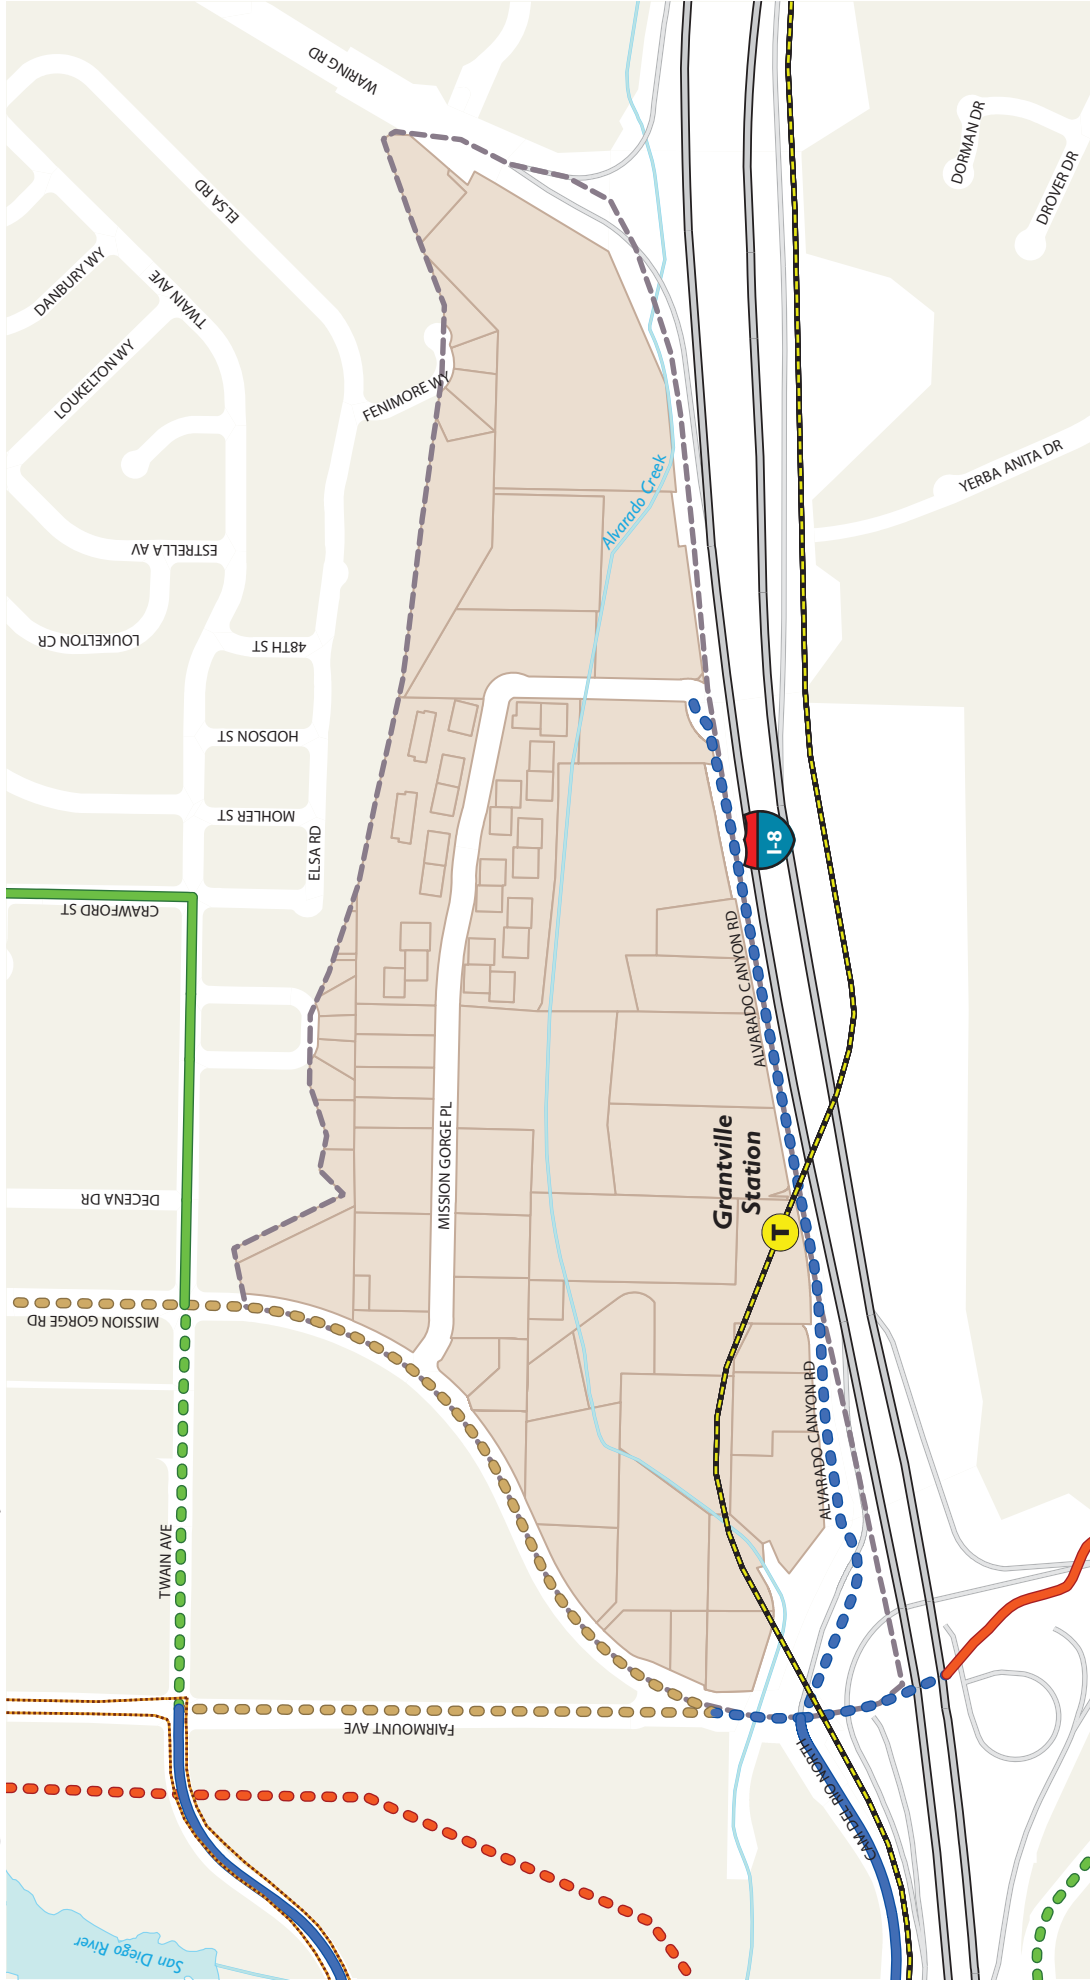 WARING RD
DORMAN DR
DROVER DR
ELSA RD
DANBURY WY
TWAIN AVE
LOUKELTON WY
FENIMORE WY
YERBA ANITA DR
Alvarado Creek
ESTRELLA AV
LOUKELTON CR
48TH ST
HODSON ST
MOHLER ST
ELSA RD
I-8
CRAWFORD ST
ALVARADO CANYON RD
MISSION GORGE PL
Grantville
Station
T
DECENA DR
MISSION GORGE RD
ALVARADO CANYON RD
TWAIN AVE
FAIRMOUNT AVE
CAM DEL RIO NORTH
San Diego River